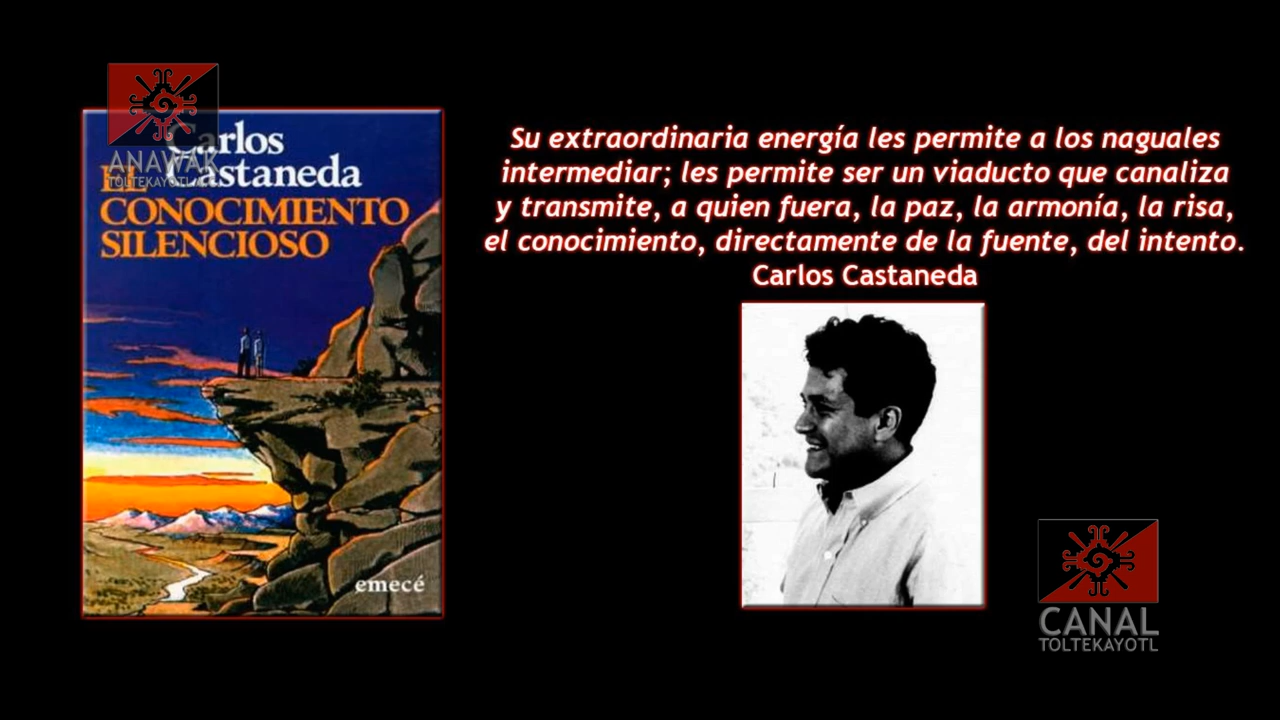 ANAWAK
TOLTEKAYOTL
Carlos
Castaneda
EL
CONOCIMIENTO
SILENCIOSO
emecé
Su extraordinaria energía les permite a los naguales
intermediar; les permite ser un viaducto que canaliza
y transmite, a quien fuera, la paz, la armonía, la risa,
el conocimiento, directamente de la fuente, del intento.
Carlos Castaneda
CANAL
TOLTEKAYOTL